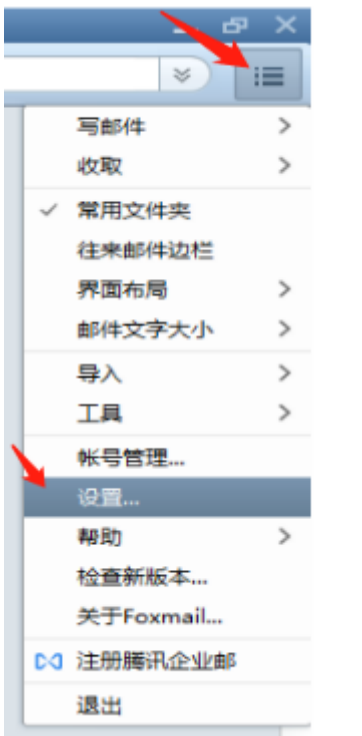 写邮件
收取
常用文件夹
往来邮件边栏
界面布局
邮件文字大小
导入
工具
帐号管理...
设置...
帮助
检查新版本...
关于Foxmail...
注册腾讯企业邮
退出